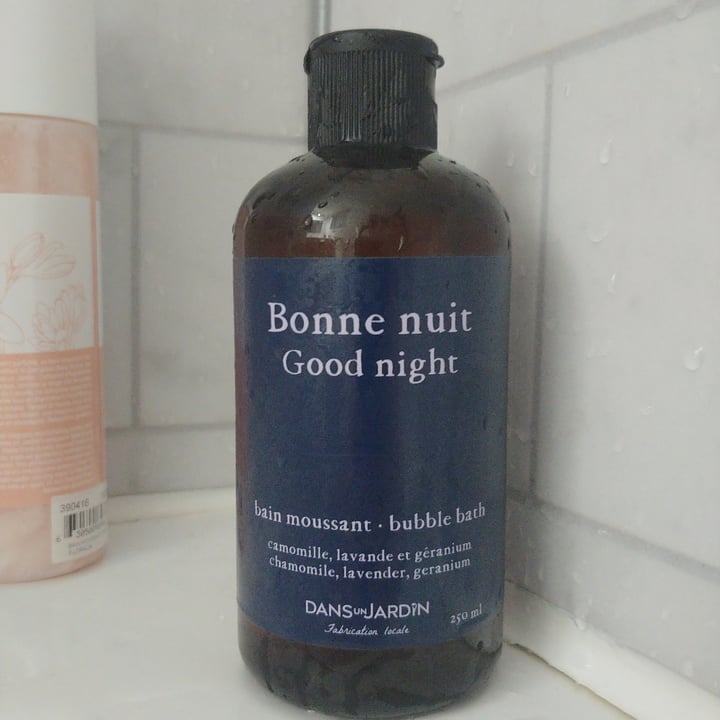 Bonne nuit
Good night
bain moussant · bubble bath
camomille, lavande et géranium
chamomile, lavender, geranium
DANS UN JARDIN
Fabrication locale
250 ml
390416